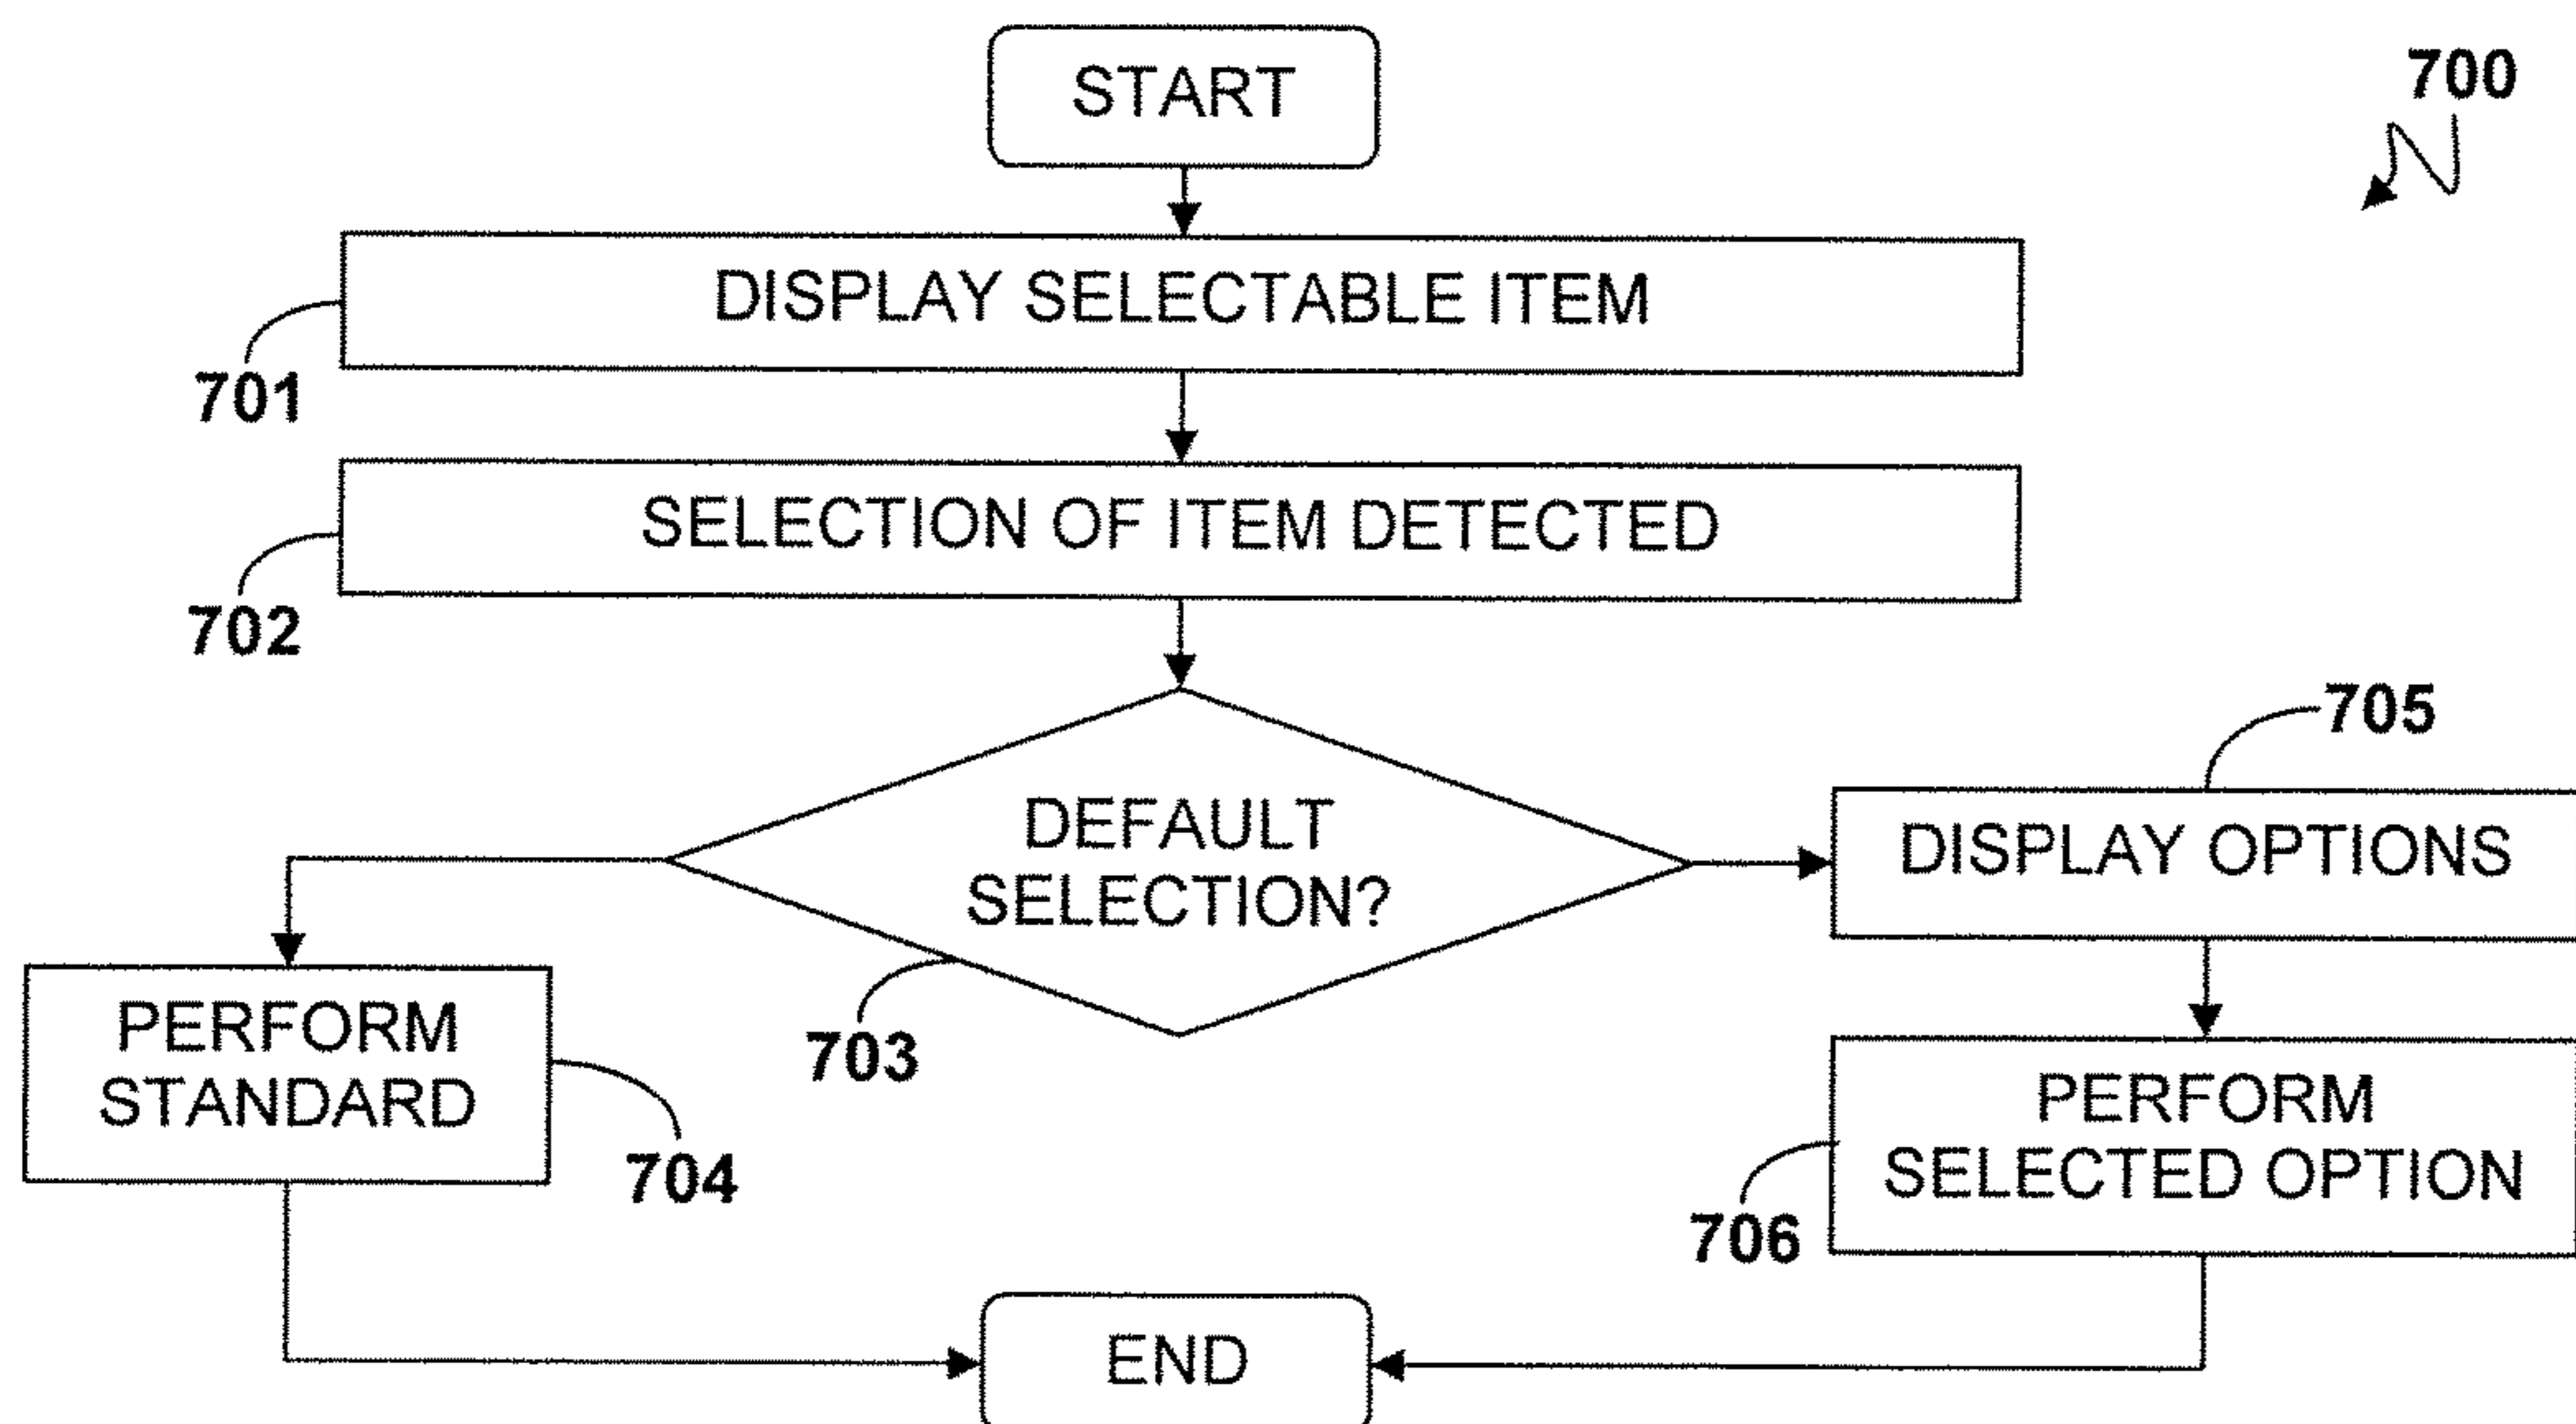 START
700
DISPLAY SELECTABLE ITEM
701
SELECTION OF ITEM DETECTED
702
DEFAULT
SELECTION?
703
705
DISPLAY OPTIONS
PERFORM
STANDARD
704
PERFORM
SELECTED OPTION
706
END